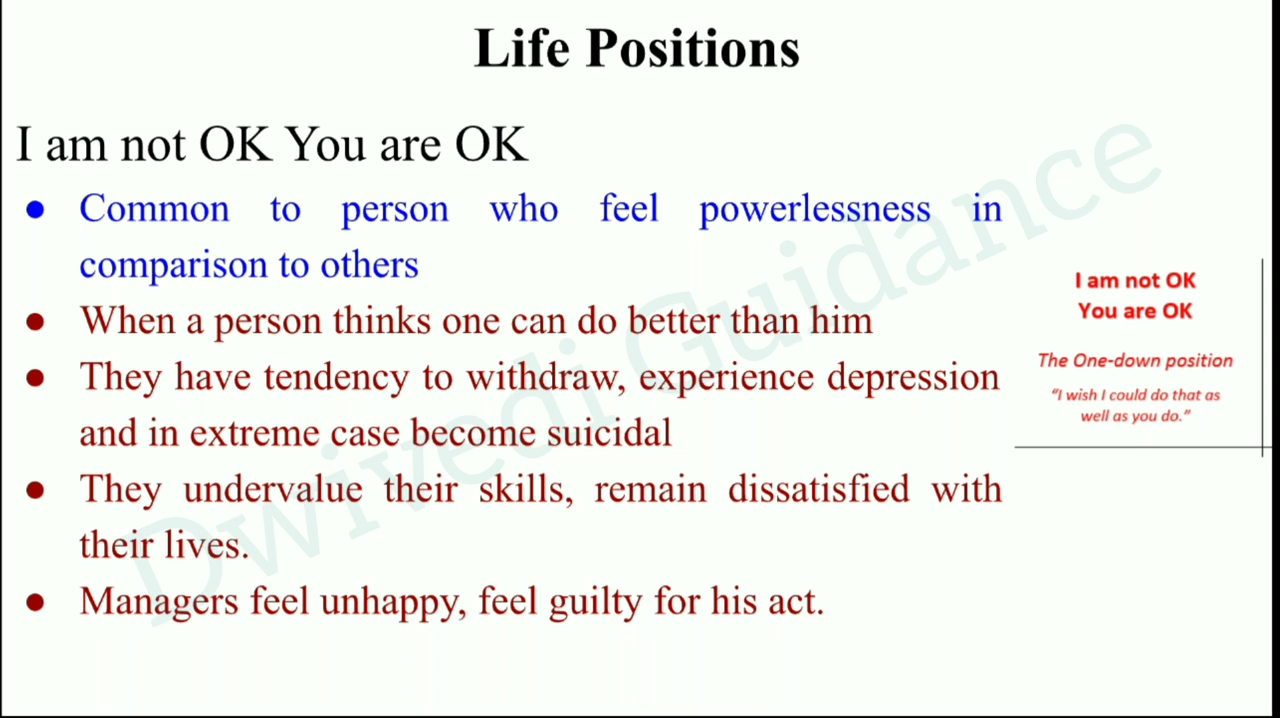 Life Positions
I am not OK You are OK
● Common to person who feel powerlessness in
comparison to others
● When a person thinks one can do better than him
● They have tendency to withdraw, experience depression
and in extreme case become suicidal
● They undervalue their skills, remain dissatisfied with
their lives.
● Managers feel unhappy, feel guilty for his act.
I am not OK
You are OK
The One-down position
“I wish I could do that as
well as you do.”
Dwivedi Guidance